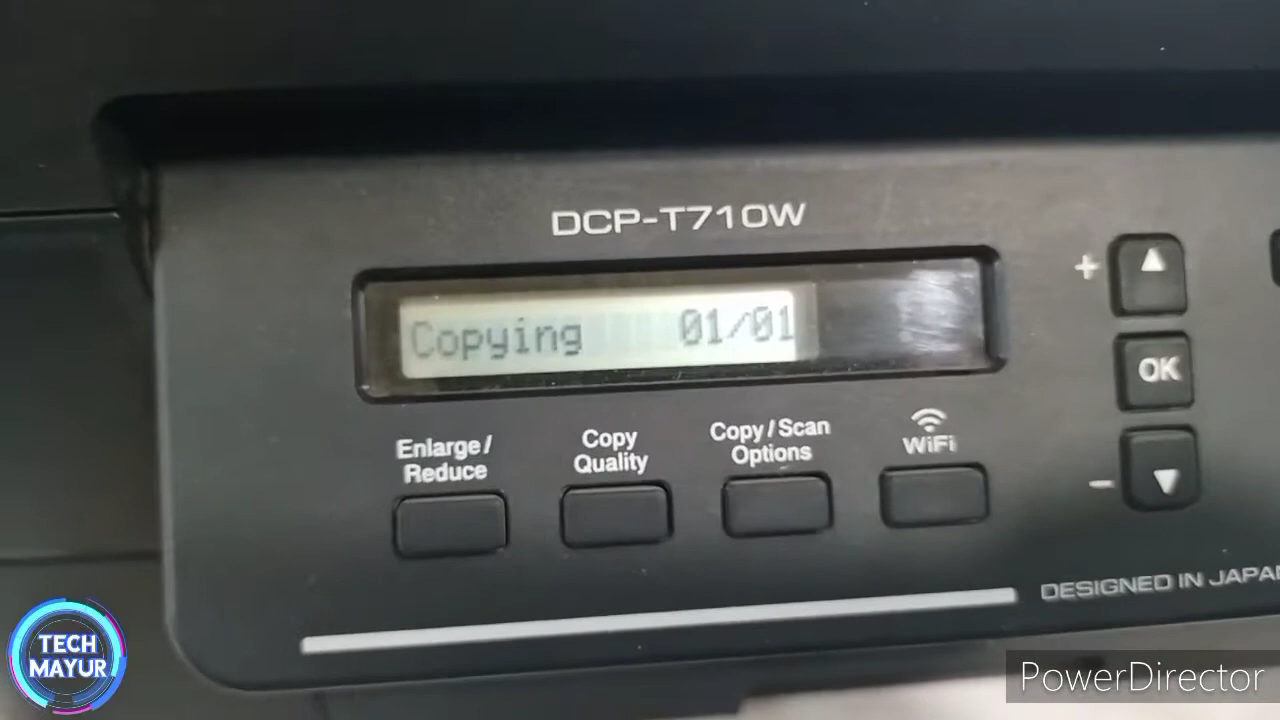 DCP-T710W
Copying 01/01
+
OK
-
Enlarge/
Reduce
Copy
Quality
Copy/Scan
Options
WiFi
DESIGNED IN JAPAN
TECH
MAYUR
PowerDirector